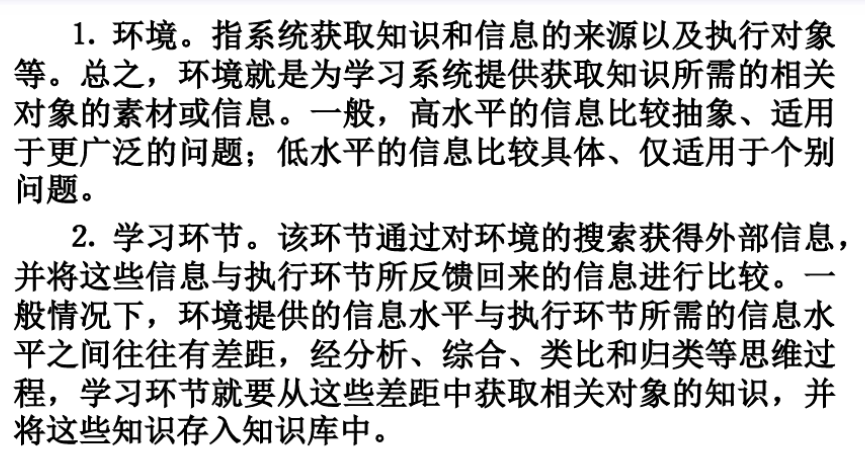 1. 环境。指系统获取知识和信息的来源以及执行对象
等。总之，环境就是为学习系统提供获取知识所需的相关
对象的素材或信息。一般，高水平的信息比较抽象、适用
于更广泛的问题；低水平的信息比较具体、仅适用于个别
问题。
2. 学习环节。该环节通过对环境的搜索获得外部信息，
并将这些信息与执行环节所反馈回来的信息进行比较。一
般情况下，环境提供的信息水平与执行环节所需的信息水
平之间往往有差距，经分析、综合、类比和归类等思维过
程，学习环节就要从这些差距中获取相关对象的知识，并
将这些知识存入知识库中。